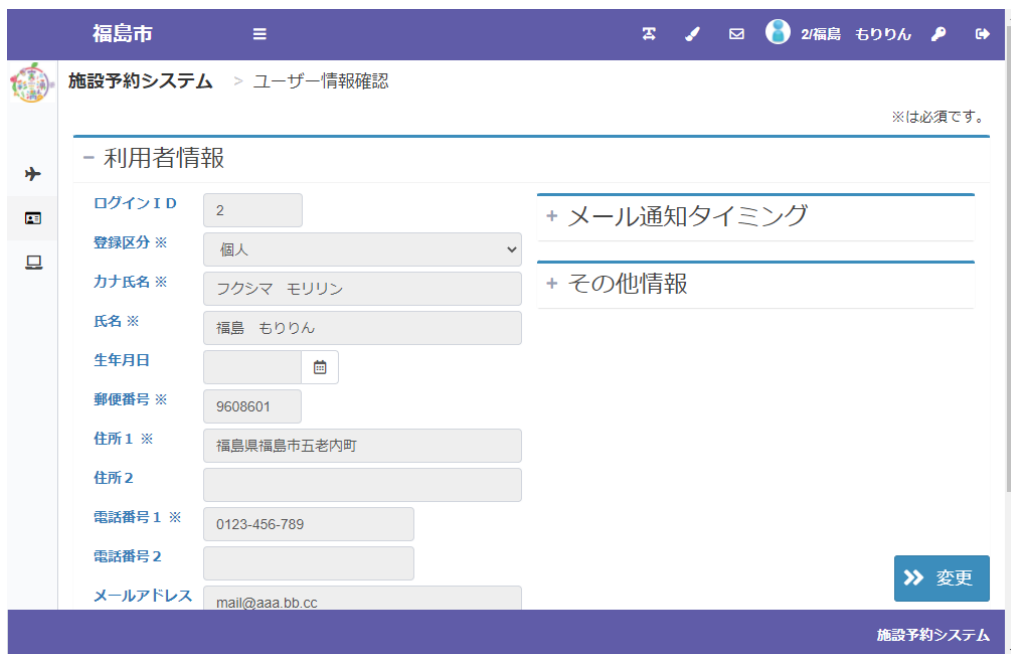 福島市
2/福島 もりりん
施設予約システム > ユーザー情報確認
※は必須です。
− 利用者情報
ログインＩＤ 2
登録区分 ※ 個人
カナ氏名 ※ フクシマ　モリリン
氏名 ※ 福島　もりりん
生年月日
郵便番号 ※ 9608601
住所１ ※ 福島県福島市五老内町
住所２
電話番号１ ※ 0123-456-789
電話番号２
メールアドレス mail@aaa.bb.cc
+ メール通知タイミング
+ その他情報
変更
施設予約システム